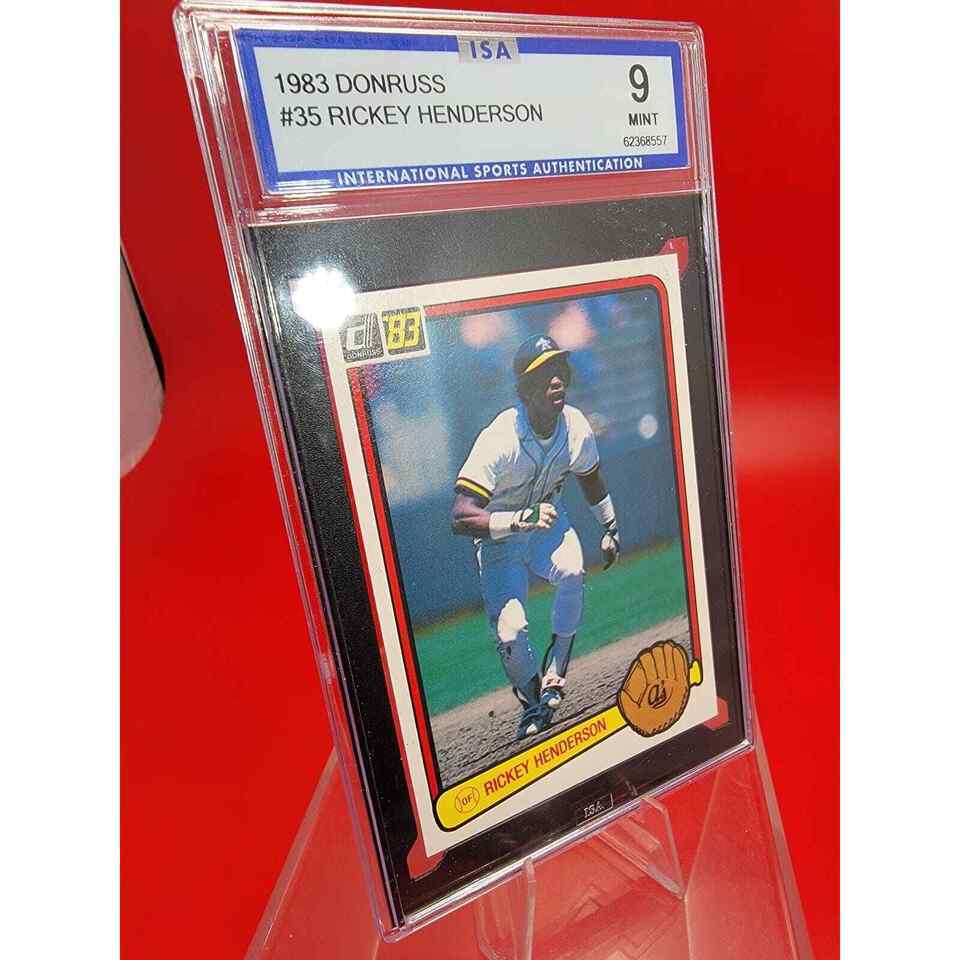 ISA
1983 DONRUSS
#35 RICKEY HENDERSON
9
MINT
62368557
INTERNATIONAL SPORTS AUTHENTICATION
DONRUSS
'83
A's
OF
RICKEY HENDERSON
ISA